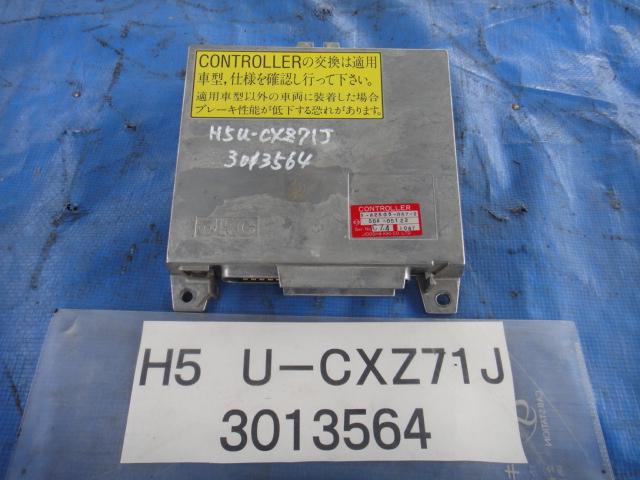 CONTROLLERの交換は適用
車型,仕様を確認し行って下さい。
適用車型以外の車両に装着した場合
ブレーキ性能が低下する恐れがあります。
H5 U-CXZ71J
3013564
CONTROLLER
H5 U-CXZ71J
3013564